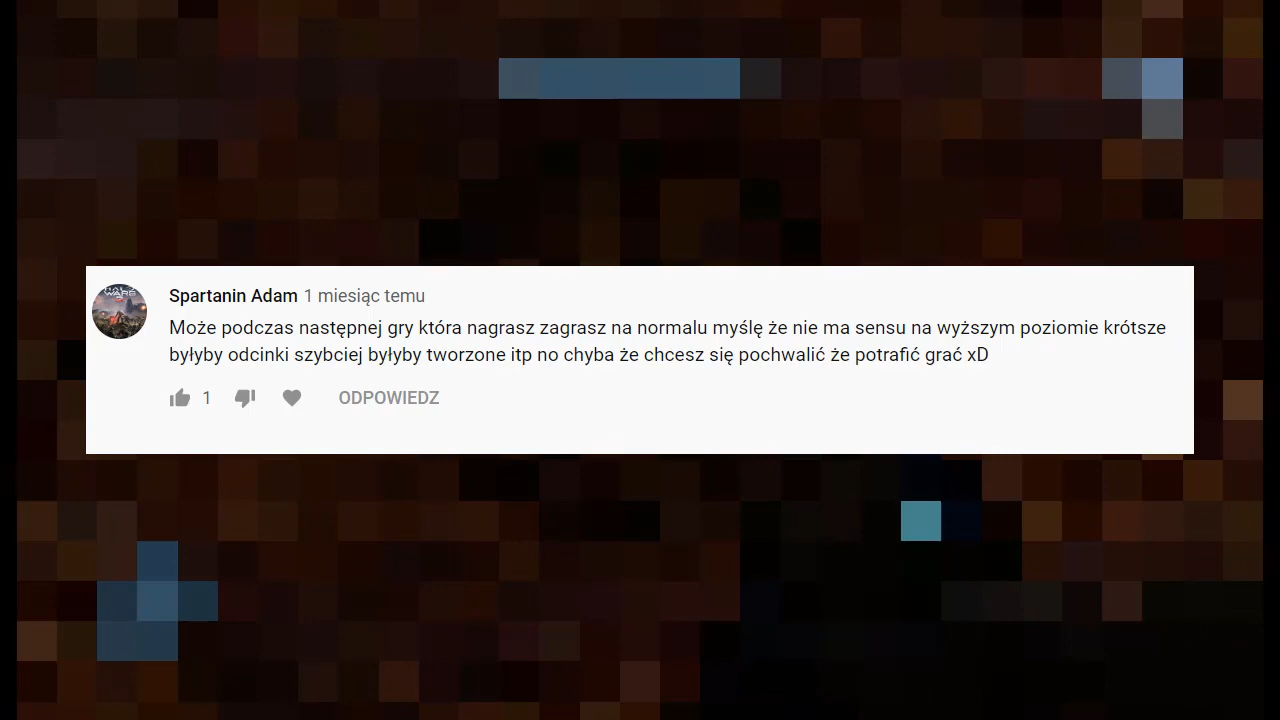 Spartanin Adam 1 miesiąc temu
Może podczas następnej gry która nagrasz zagrasz na normalu myślę że nie ma sensu na wyższym poziomie krótsze
byłyby odcinki szybciej byłyby tworzone itp no chyba że chcesz się pochwalić że potrafić grać xD
1 ODPOWIEDZ